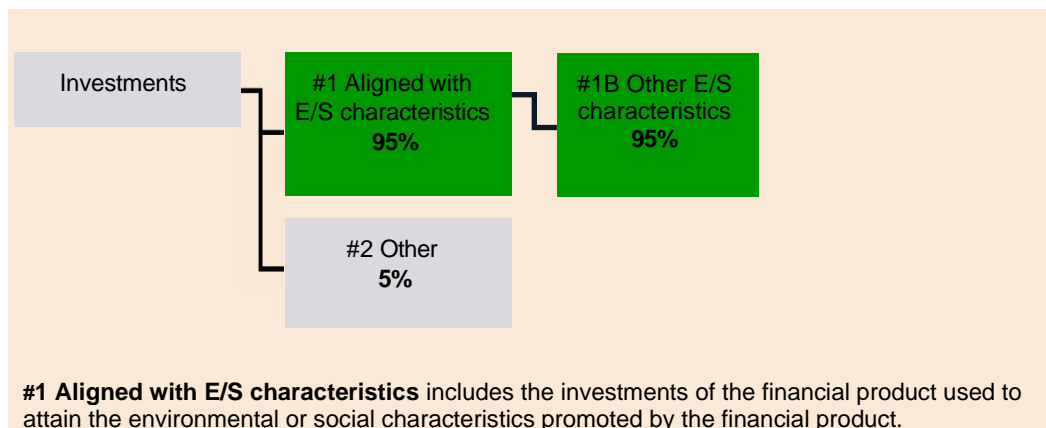 Investments
#1 Aligned with
E/S characteristics
95%
#1B Other E/S
characteristics
95%
#2 Other
5%
#1 Aligned with E/S characteristics includes the investments of the financial product used to
attain the environmental or social characteristics promoted by the financial product.